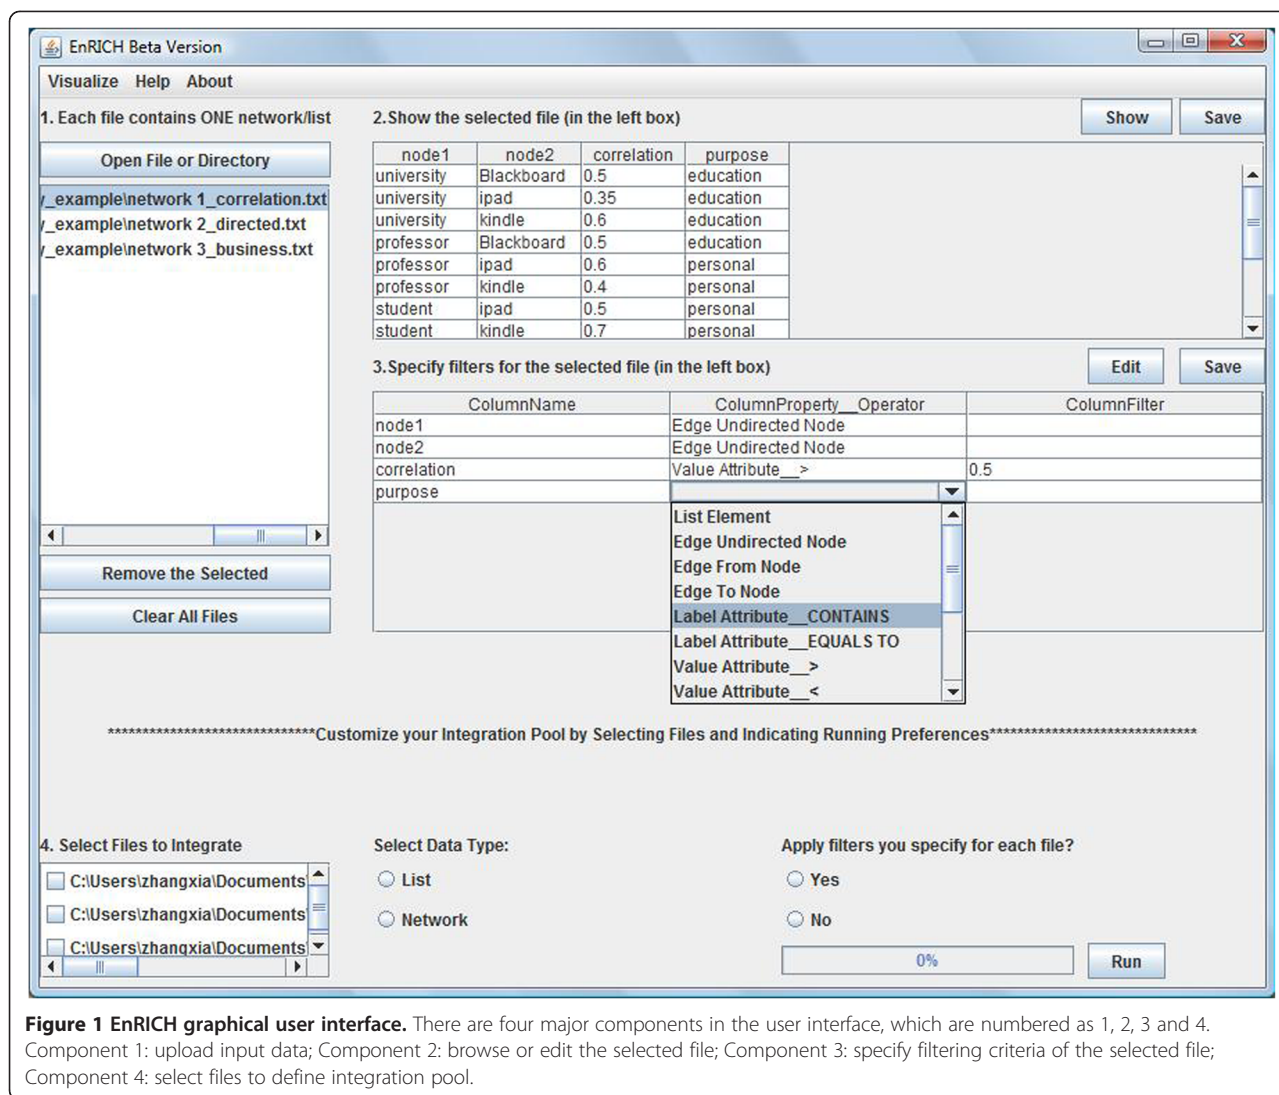 EnRICH Beta Version
Visualize Help About
1. Each file contains ONE network/list
2.Show the selected file (in the left box)
Show Save
Open File or Directory
/_example\network 1_correlation.txt
/_example\network 2_directed.txt
/_example\network 3_business.txt
node1 node2 correlation purpose
university Blackboard 0.5 education
university ipad 0.35 education
university kindle 0.6 education
professor Blackboard 0.5 education
professor ipad 0.6 personal
professor kindle 0.4 personal
student ipad 0.5 personal
student kindle 0.7 personal
3.Specify filters for the selected file (in the left box)
Edit Save
ColumnName ColumnProperty__Operator ColumnFilter
node1 Edge Undirected Node
node2 Edge Undirected Node
correlation Value Attribute__> 0.5
purpose
List Element
Edge Undirected Node
Edge From Node
Edge To Node
Label Attribute__CONTAINS
Label Attribute__EQUALS TO
Value Attribute__>
Value Attribute__<
Remove the Selected
Clear All Files
******************************Customize your Integration Pool by Selecting Files and Indicating Running Preferences******************************
4. Select Files to Integrate
C:\Users\zhangxia\Documents\
C:\Users\zhangxia\Documents\
C:\Users\zhangxia\Documents\
Select Data Type:
List
Network
Apply filters you specify for each file?
Yes
No
0% Run
Figure 1 EnRICH graphical user interface. There are four major components in the user interface, which are numbered as 1, 2, 3 and 4.
Component 1: upload input data; Component 2: browse or edit the selected file; Component 3: specify filtering criteria of the selected file;
Component 4: select files to define integration pool.